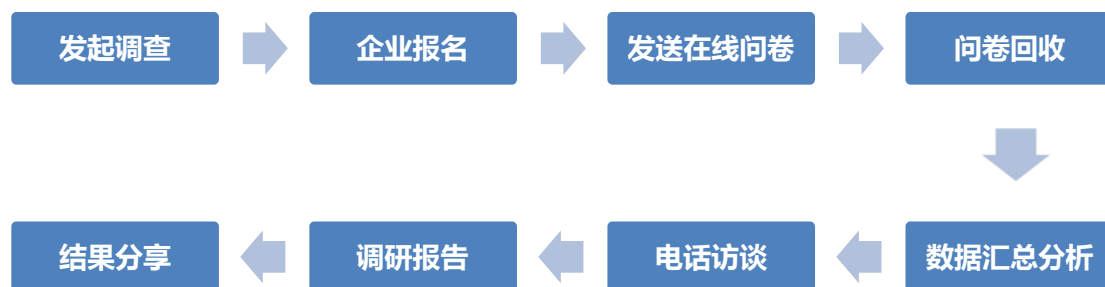 发起调查
企业报名
发送在线问卷
问卷回收
数据汇总分析
电话访谈
调研报告
结果分享